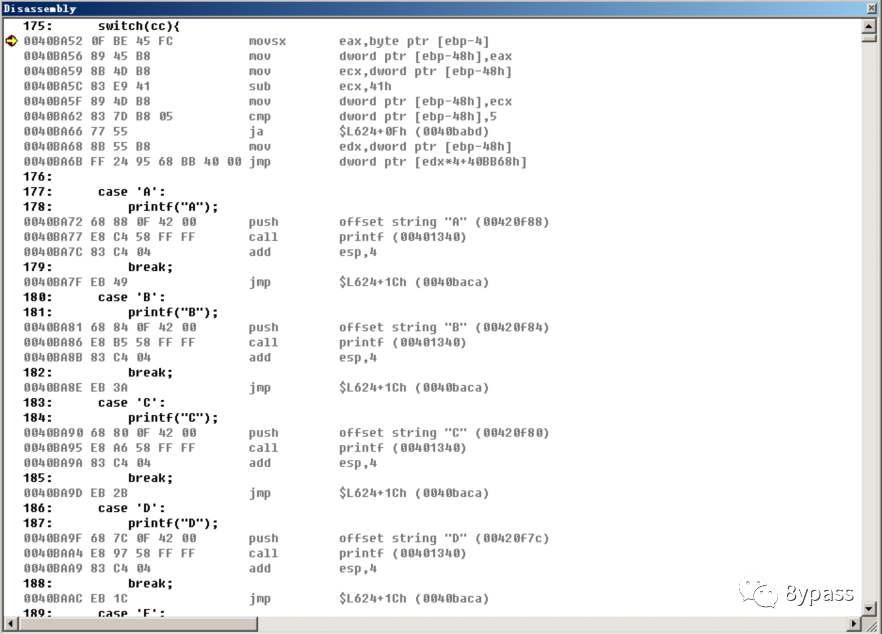 Disassembly
175:      switch(cc){
0040BA52 0F BE 45 FC          movsx       eax,byte ptr [ebp-4]
0040BA56 89 45 B8             mov         dword ptr [ebp-48h],eax
0040BA59 8B 4D B8             mov         ecx,dword ptr [ebp-48h]
0040BA5C 83 E9 41             sub         ecx,41h
0040BA5F 89 4D B8             mov         dword ptr [ebp-48h],ecx
0040BA62 83 7D B8 05          cmp         dword ptr [ebp-48h],5
0040BA66 77 55                ja          $L624+0Fh (0040babd)
0040BA68 8B 55 B8             mov         edx,dword ptr [ebp-48h]
0040BA6B FF 24 95 68 BB 40 00 jmp         dword ptr [edx*4+40BB68h]
176:
177:      case 'A':
178:          printf("A");
0040BA72 68 88 0F 42 00       push        offset string "A" (00420f88)
0040BA77 E8 C4 58 FF FF       call        printf (00401340)
0040BA7C 83 C4 04             add         esp,4
179:          break;
0040BA7F EB 49                jmp         $L624+1Ch (0040baca)
180:      case 'B':
181:          printf("B");
0040BA81 68 84 0F 42 00       push        offset string "B" (00420f84)
0040BA86 E8 B5 58 FF FF       call        printf (00401340)
0040BA8B 83 C4 04             add         esp,4
182:          break;
0040BA8E EB 3A                jmp         $L624+1Ch (0040baca)
183:      case 'C':
184:          printf("C");
0040BA90 68 80 0F 42 00       push        offset string "C" (00420f80)
0040BA95 E8 A6 58 FF FF       call        printf (00401340)
0040BA9A 83 C4 04             add         esp,4
185:          break;
0040BA9D EB 2B                jmp         $L624+1Ch (0040baca)
186:      case 'D':
187:          printf("D");
0040BA9F 68 7C 0F 42 00       push        offset string "D" (00420f7c)
0040BAA4 E8 97 58 FF FF       call        printf (00401340)
0040BAA9 83 C4 04             add         esp,4
188:          break;
0040BAAC EB 1C                jmp         $L624+1Ch (0040baca)
189:      case 'E':
8ypass